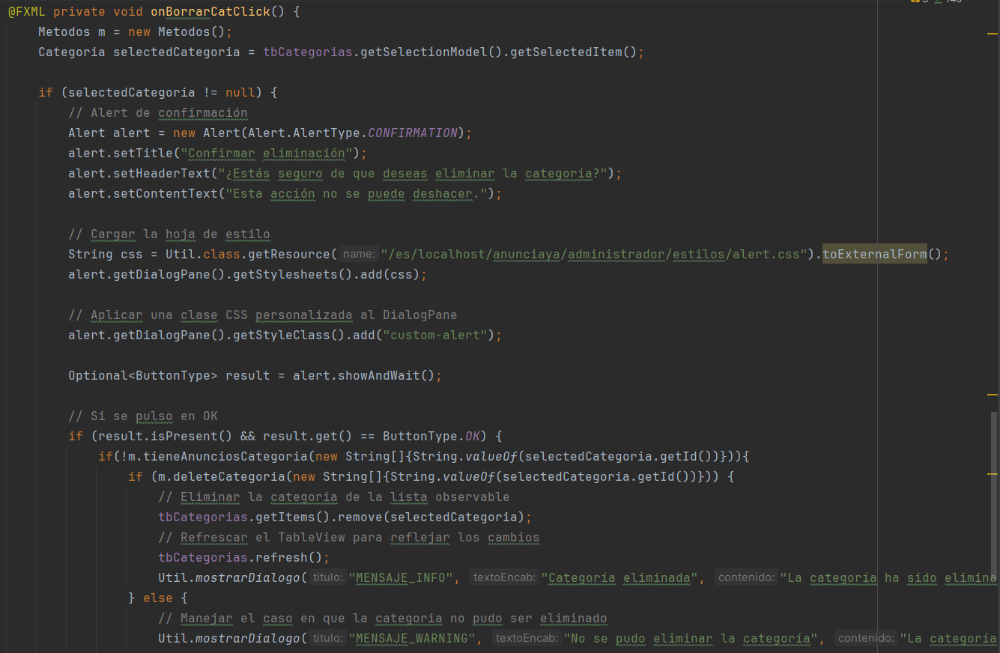 @FXML private void onBorrarCatClick() {
    Metodos m = new Metodos();
    Categoria selectedCategoria = tbCategorias.getSelectionModel().getSelectedItem();
    if (selectedCategoria != null) {
        // Alert de confirmación
        Alert alert = new Alert(Alert.AlertType.CONFIRMATION);
        alert.setTitle("Confirmar eliminación");
        alert.setHeaderText("¿Estás seguro de que deseas eliminar la categoría?");
        alert.setContentText("Esta acción no se puede deshacer.");
        // Cargar la hoja de estilo
        String css = Util.class.getResource( name: "/es/localhost/anunciaya/administrador/estilos/alert.css").toExternalForm();
        alert.getDialogPane().getStylesheets().add(css);
        // Aplicar una clase CSS personalizada al DialogPane
        alert.getDialogPane().getStyleClass().add("custom-alert");
        Optional<ButtonType> result = alert.showAndWait();
        // Si se pulso en OK
        if (result.isPresent() && result.get() == ButtonType.OK) {
            if(!m.tieneAnunciosCategoria(new String[]{String.valueOf(selectedCategoria.getId())})){
                if (m.deleteCategoria(new String[]{String.valueOf(selectedCategoria.getId())})) {
                    // Eliminar la categoria de la lista observable
                    tbCategorias.getItems().remove(selectedCategoria);
                    // Refrescar el TableView para reflejar los cambios
                    tbCategorias.refresh();
                    Util.mostrarDialogo( titulo: "MENSAJE_INFO", textoEncab: "Categoría eliminada", contenido: "La categoría ha sido elimina
                } else {
                    // Manejar el caso en que la categoria no pudo ser eliminado
                    Util.mostrarDialogo( titulo: "MENSAJE_WARNING", textoEncab: "No se pudo eliminar la categoría", contenido: "La categoría